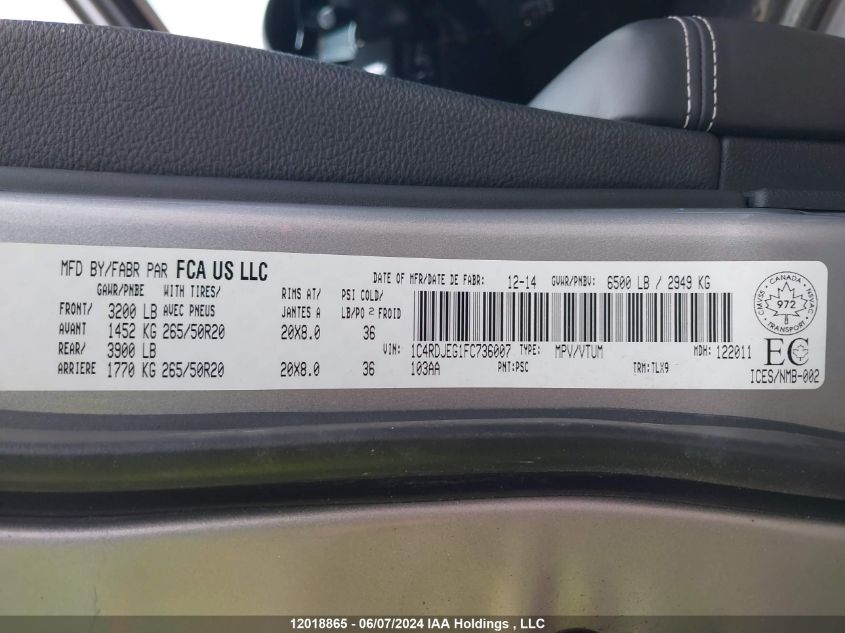 MFD BY/FABR PAR FCA US LLC DATE OF MFR/DATE DE FABR: 12-14 GVWR/PNBV: 6500 LB / 2949 KG
GAWR/PNBE WITH TIRES/ RIMS AT/ PSI COLD/
FRONT/ 3200 LB AVEC PNEUS JANTES A LB/PO 2 FROID
AVANT 1452 KG 265/50R20 20X8.0 36 VIN: 1C4RDJEG1FC736007 TYPE: MPV/VTUM MDH: 122011
REAR/ 3900 LB 103AA PNT:PSC TRM:TLX9
ARRIERE 1770 KG 265/50R20 20X8.0 36
CANADA
CMVSS NSVAC
972
TRANSPORT
EC
ICES/NMB-002
12018865 - 06/07/2024 IAA Holdings , LLC